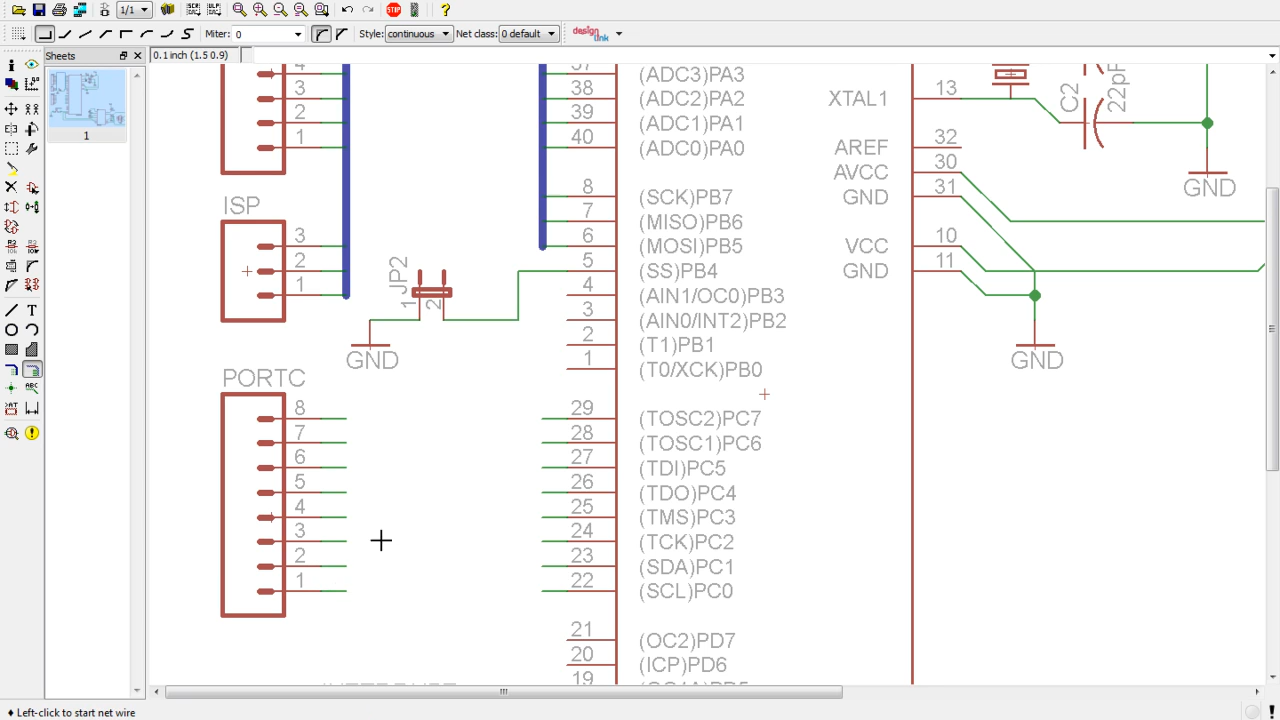 1/1
SCR ULP
STOP
?
Miter: 0
Style: continuous
Net class: 0 default
design link
Sheets
0.1 inch (1.5 0.9)
1
4
3
2
1
37
38
39
40
(ADC3)PA3
(ADC2)PA2
(ADC1)PA1
(ADC0)PA0
XTAL1
13
C2
22pF
AREF
32
AVCC
30
GND
31
GND
8
7
6
5
4
3
2
1
(SCK)PB7
(MISO)PB6
(MOSI)PB5
(SS)PB4
(AIN1/OC0)PB3
(AIN0/INT2)PB2
(T1)PB1
(T0/XCK)PB0
VCC
10
GND
11
GND
ISP
3
2
1
JP2
1
2
GND
PORTC
8
7
6
5
4
3
2
1
29
28
27
26
25
24
23
22
(TOSC2)PC7
(TOSC1)PC6
(TDI)PC5
(TDO)PC4
(TMS)PC3
(TCK)PC2
(SDA)PC1
(SCL)PC0
21
20
19
(OC2)PD7
(ICP)PD6
Left-click to start net wire